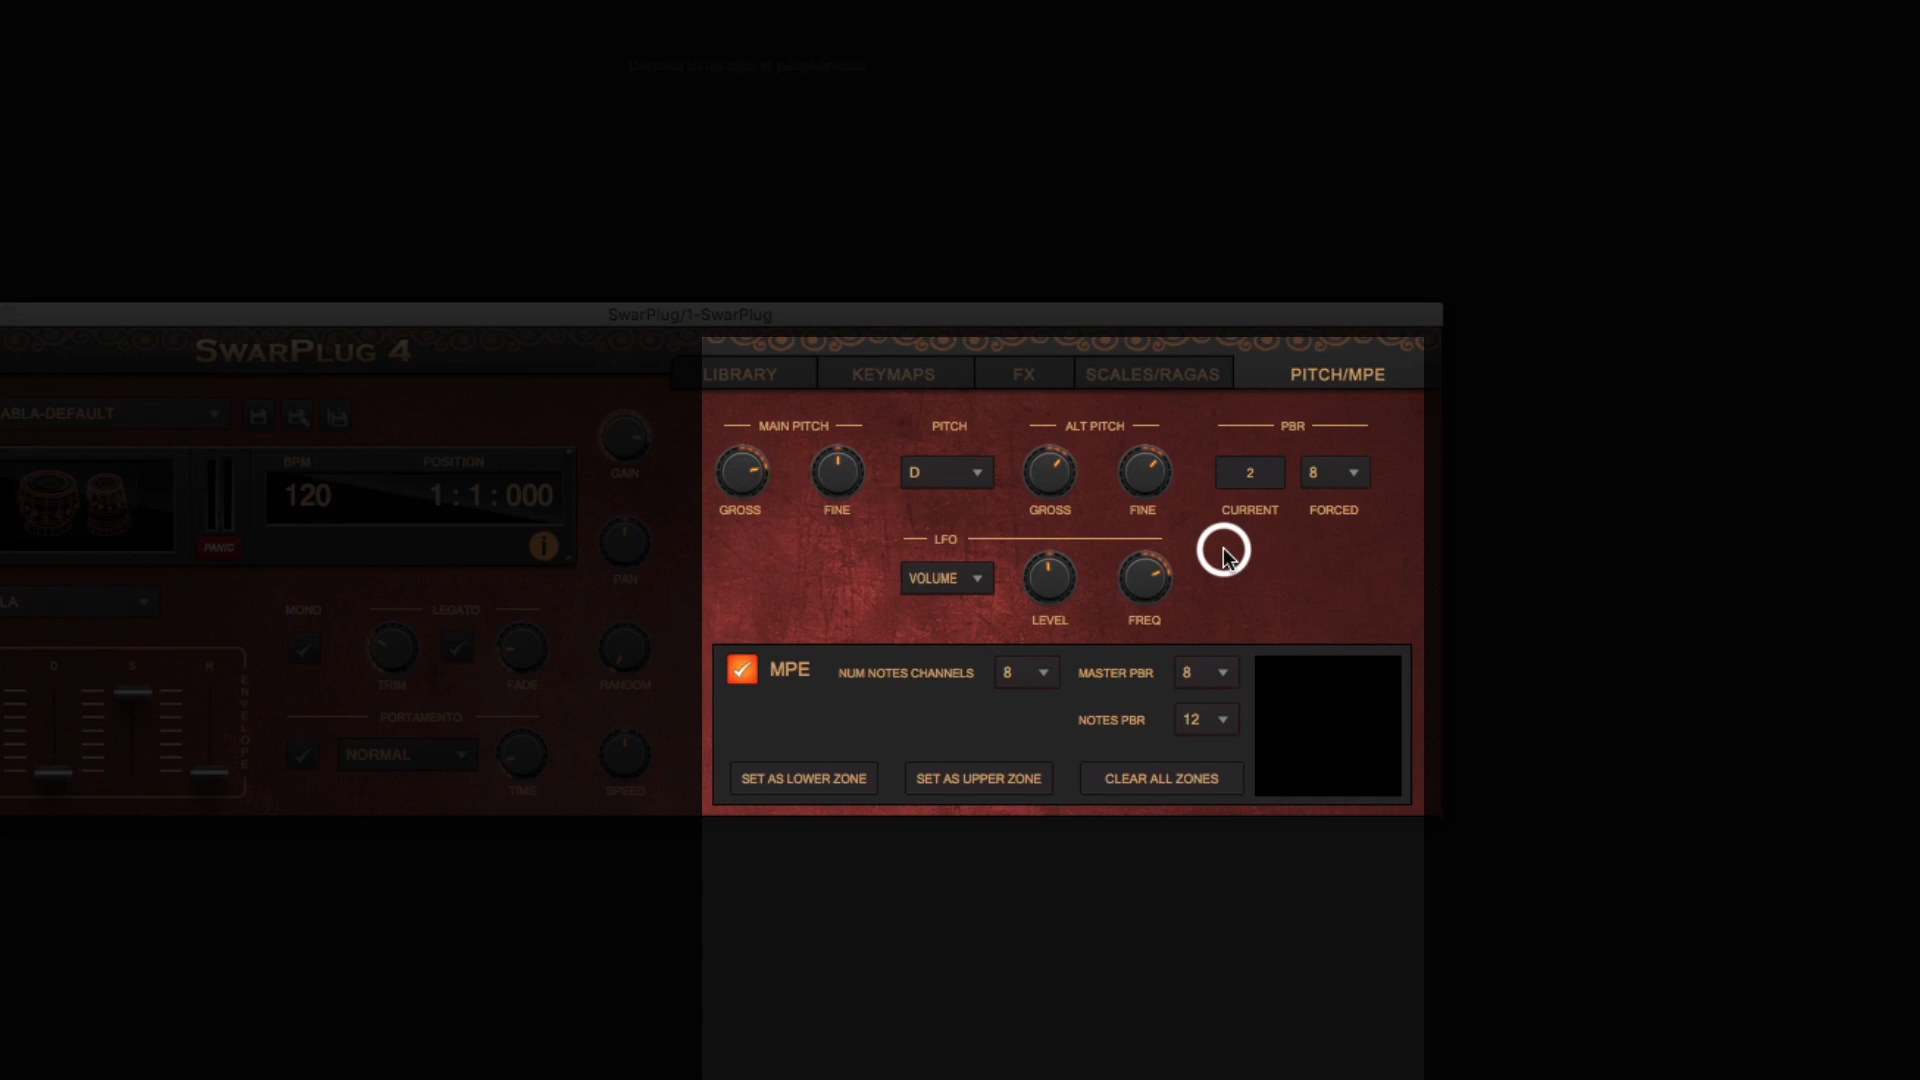 SwarPlug/1-SwarPlug
SWARPLUG 4
LIBRARY
KEYMAPS
FX
SCALES/RAGAS
PITCH/MPE
ABLA-DEFAULT
BPM
POSITION
120
1:1:000
PANIC
i
GAIN
PAN
MAIN PITCH
PITCH
ALT PITCH
PBR
D
2
8
GROSS
FINE
GROSS
FINE
CURRENT
FORCED
LFO
VOLUME
LEVEL
FREQ
LA
MONO
LEGATO
TRIM
FADE
RANDOM
D
S
R
ENVELOPE
PORTAMENTO
NORMAL
TIME
SPEED
MPE
NUM NOTES CHANNELS
8
MASTER PBR
8
NOTES PBR
12
SET AS LOWER ZONE
SET AS UPPER ZONE
CLEAR ALL ZONES